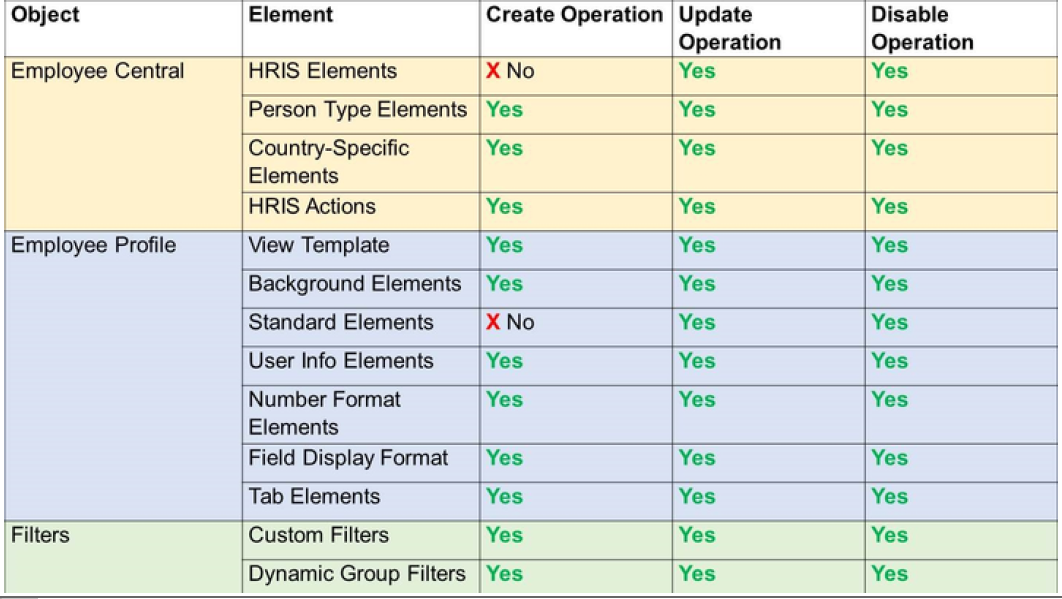 Object Element Create Operation Update Operation Disable Operation
Employee Central HRIS Elements X No Yes Yes
Person Type Elements Yes Yes Yes
Country-Specific Elements Yes Yes Yes
HRIS Actions Yes Yes Yes
Employee Profile View Template Yes Yes Yes
Background Elements Yes Yes Yes
Standard Elements X No Yes Yes
User Info Elements Yes Yes Yes
Number Format Elements Yes Yes Yes
Field Display Format Yes Yes Yes
Tab Elements Yes Yes Yes
Filters Custom Filters Yes Yes Yes
Dynamic Group Filters Yes Yes Yes